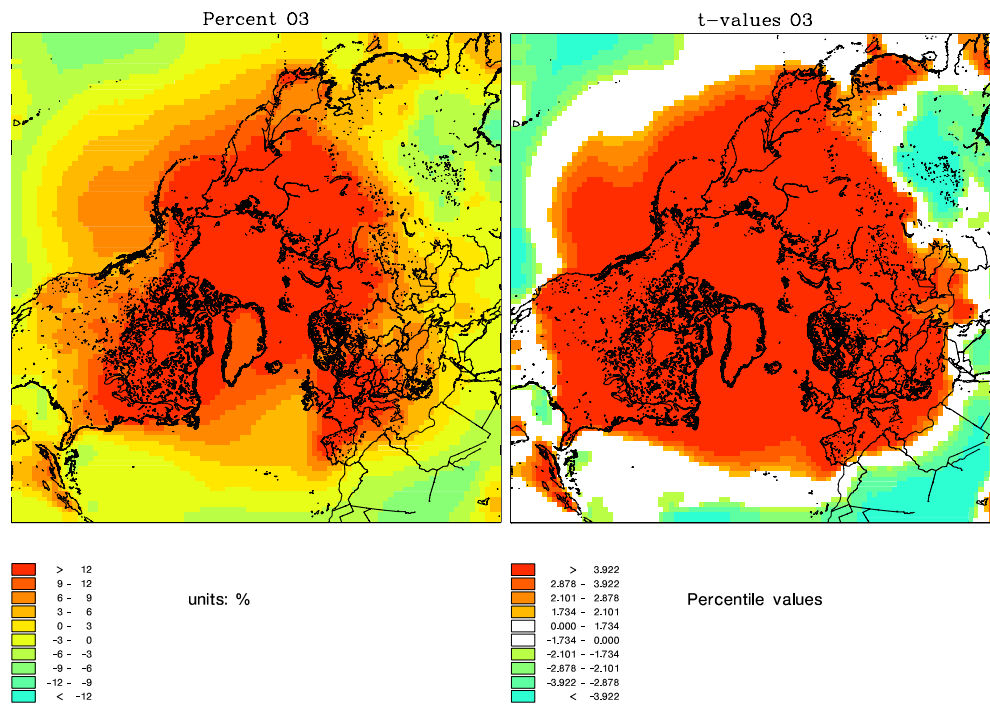 Percent O3
t-values O3
> 12
9 - 12
6 - 9
3 - 6
0 - 3
-3 - 0
-6 - -3
-9 - -6
-12 - -9
< -12
units: %
> 3.922
2.878 - 3.922
2.101 - 2.878
1.734 - 2.101
0.000 - 1.734
-1.734 - 0.000
-2.101 - -1.734
-2.878 - -2.101
-3.922 - -2.878
< -3.922
Percentile values